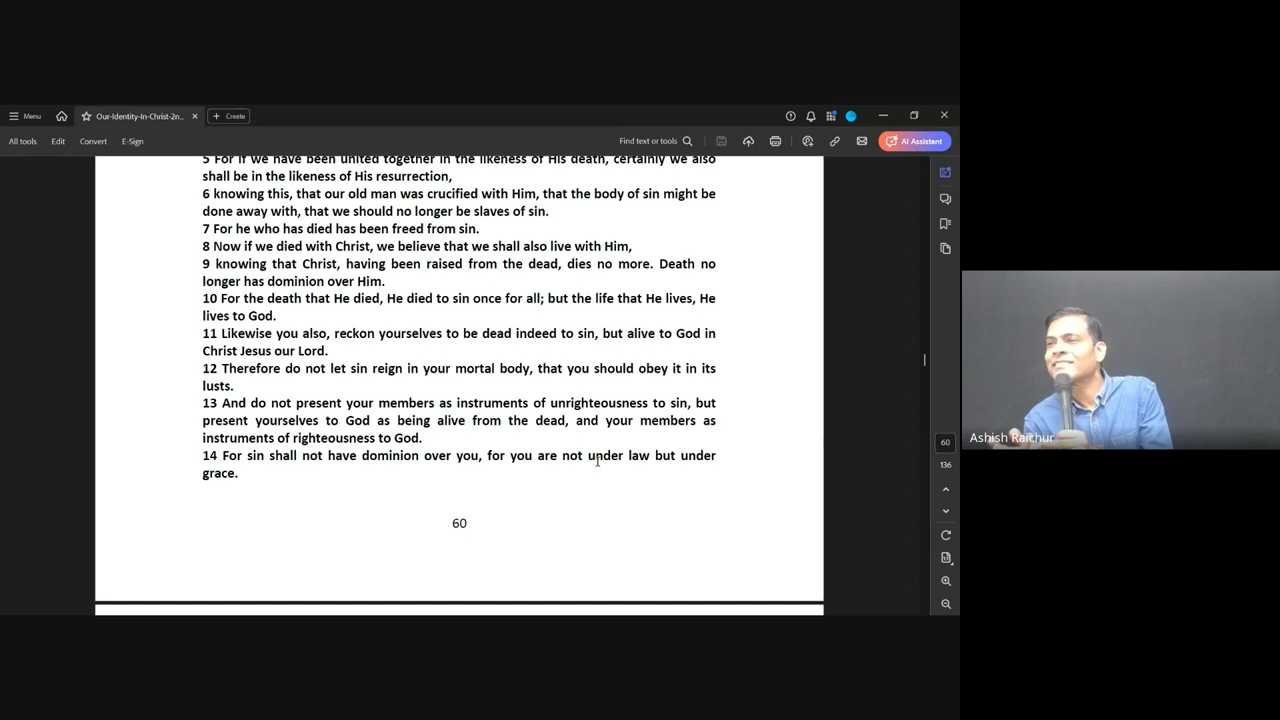 Menu
Our-Identity-In-Christ-2n...
Create
All tools
Edit
Convert
E-Sign
Find text or tools
AI Assistant
5 For if we have been united together in the likeness of His death, certainly we also
shall be in the likeness of His resurrection,
6 knowing this, that our old man was crucified with Him, that the body of sin might be
done away with, that we should no longer be slaves of sin.
7 For he who has died has been freed from sin.
8 Now if we died with Christ, we believe that we shall also live with Him,
9 knowing that Christ, having been raised from the dead, dies no more. Death no
longer has dominion over Him.
10 For the death that He died, He died to sin once for all; but the life that He lives, He
lives to God.
11 Likewise you also, reckon yourselves to be dead indeed to sin, but alive to God in
Christ Jesus our Lord.
12 Therefore do not let sin reign in your mortal body, that you should obey it in its
lusts.
13 And do not present your members as instruments of unrighteousness to sin, but
present yourselves to God as being alive from the dead, and your members as
instruments of righteousness to God.
14 For sin shall not have dominion over you, for you are not under law but under
grace.
60
60
136
Ashish Raichur